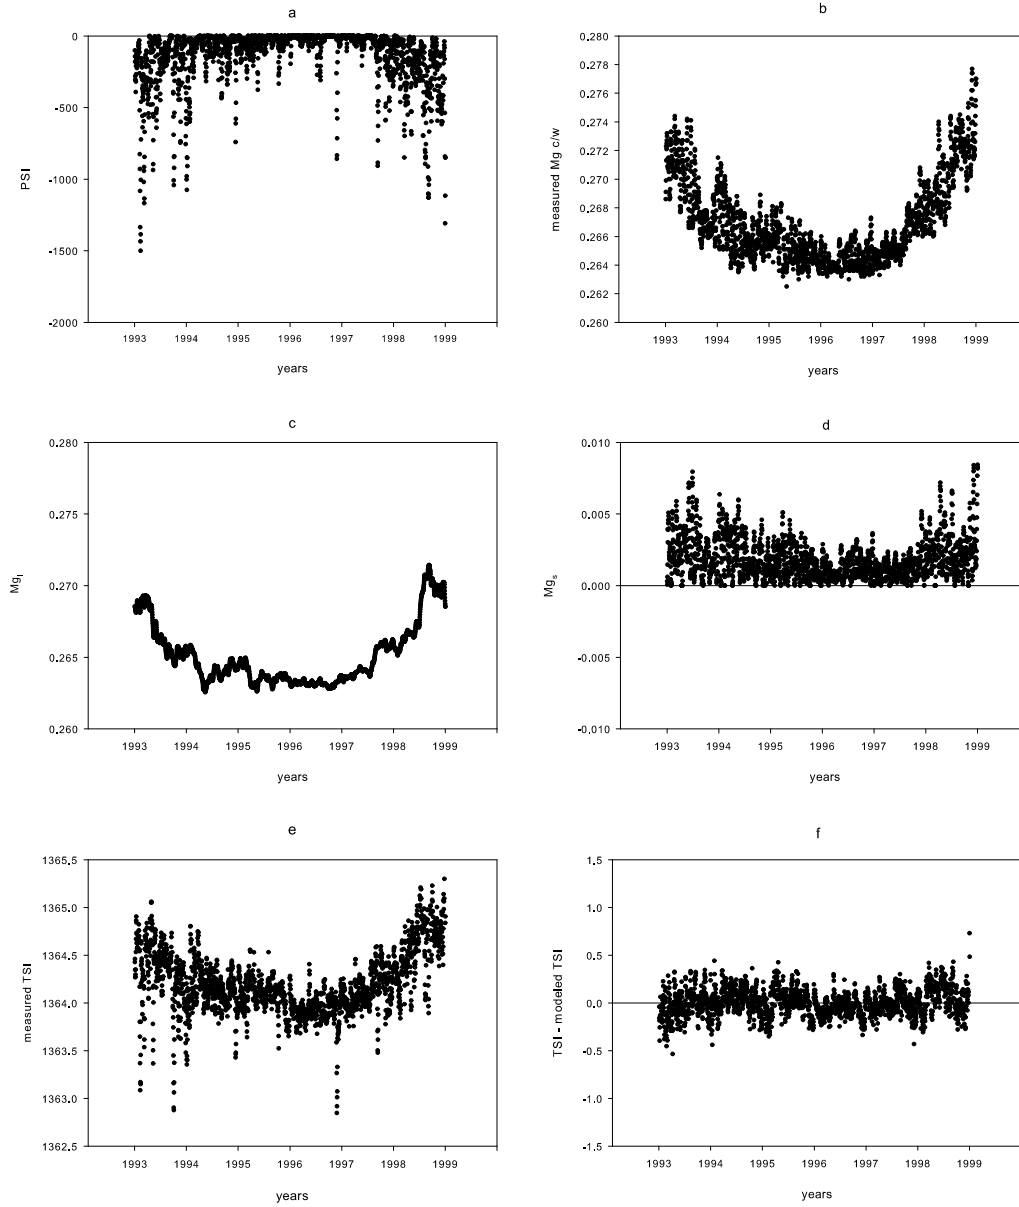 a
0
-500
-1000
-1500
-2000
PSI
1993 1994 1995 1996 1997 1998 1999
years
b
0.280
0.278
0.276
0.274
0.272
0.270
0.268
0.266
0.264
0.262
0.260
measured Mg c/w
1993 1994 1995 1996 1997 1998 1999
years
c
0.280
0.275
0.270
0.265
0.260
Mgl
1993 1994 1995 1996 1997 1998 1999
years
d
0.010
0.005
0.000
-0.005
-0.010
Mgs
1993 1994 1995 1996 1997 1998 1999
years
e
1365.5
1365.0
1364.5
1364.0
1363.5
1363.0
1362.5
measured TSI
1993 1994 1995 1996 1997 1998 1999
years
f
1.5
1.0
0.5
0.0
-0.5
-1.0
-1.5
TSI - modeled TSI
1993 1994 1995 1996 1997 1998 1999
years